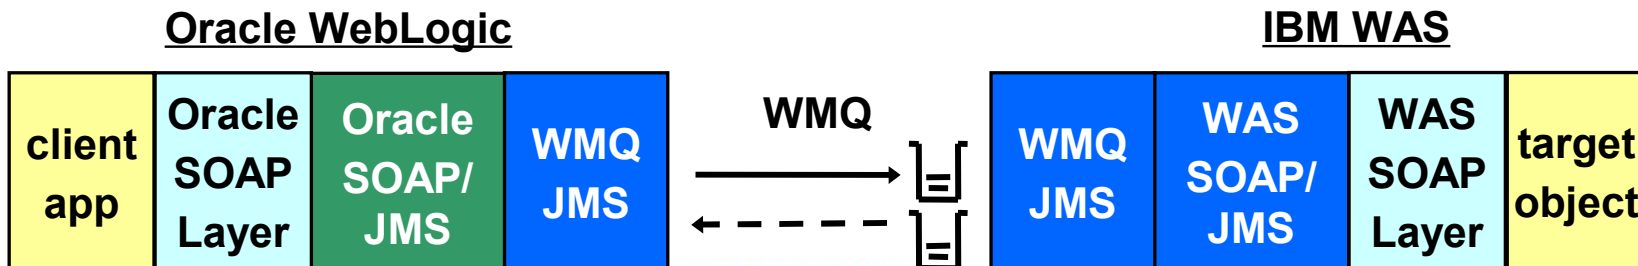 Oracle WebLogic
IBM WAS
client
app
Oracle
SOAP
Layer
Oracle
SOAP/
JMS
WMQ
JMS
WMQ
WMQ
JMS
WAS
SOAP/
JMS
WAS
SOAP
Layer
target
object